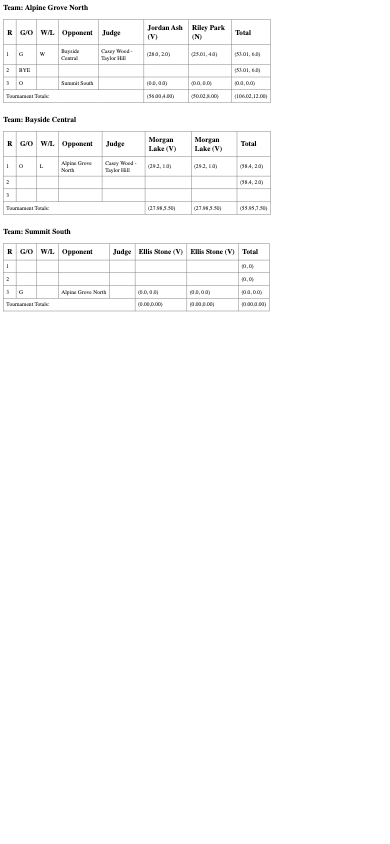 Team: Alpine Grove North
R G/O W/L Opponent Judge Jordan Ash (V) Riley Park (N) Total
1 G W Bayside Central Casey Wood - Taylor Hill (28.0, 2.0) (25.01, 4.0) (53.01, 6.0)
2 BYE (53.01, 6.0)
3 O Summit South (0.0, 0.0) (0.0, 0.0) (0.0, 0.0)
Tournament Totals: (56.00,4.00) (50.02,8.00) (106.02,12.00)
Team: Bayside Central
R G/O W/L Opponent Judge Morgan Lake (V) Morgan Lake (V) Total
1 O L Alpine Grove North Casey Wood - Taylor Hill (29.2, 1.0) (29.2, 1.0) (58.4, 2.0)
2 (58.4, 2.0)
3
Tournament Totals: (27.98,5.50) (27.98,5.50) (55.95,7.50)
Team: Summit South
R G/O W/L Opponent Judge Ellis Stone (V) Ellis Stone (V) Total
1 (0, 0)
2 (0, 0)
3 G Alpine Grove North (0.0, 0.0) (0.0, 0.0) (0.0, 0.0)
Tournament Totals: (0.00,0.00) (0.00,0.00) (0.00,0.00)